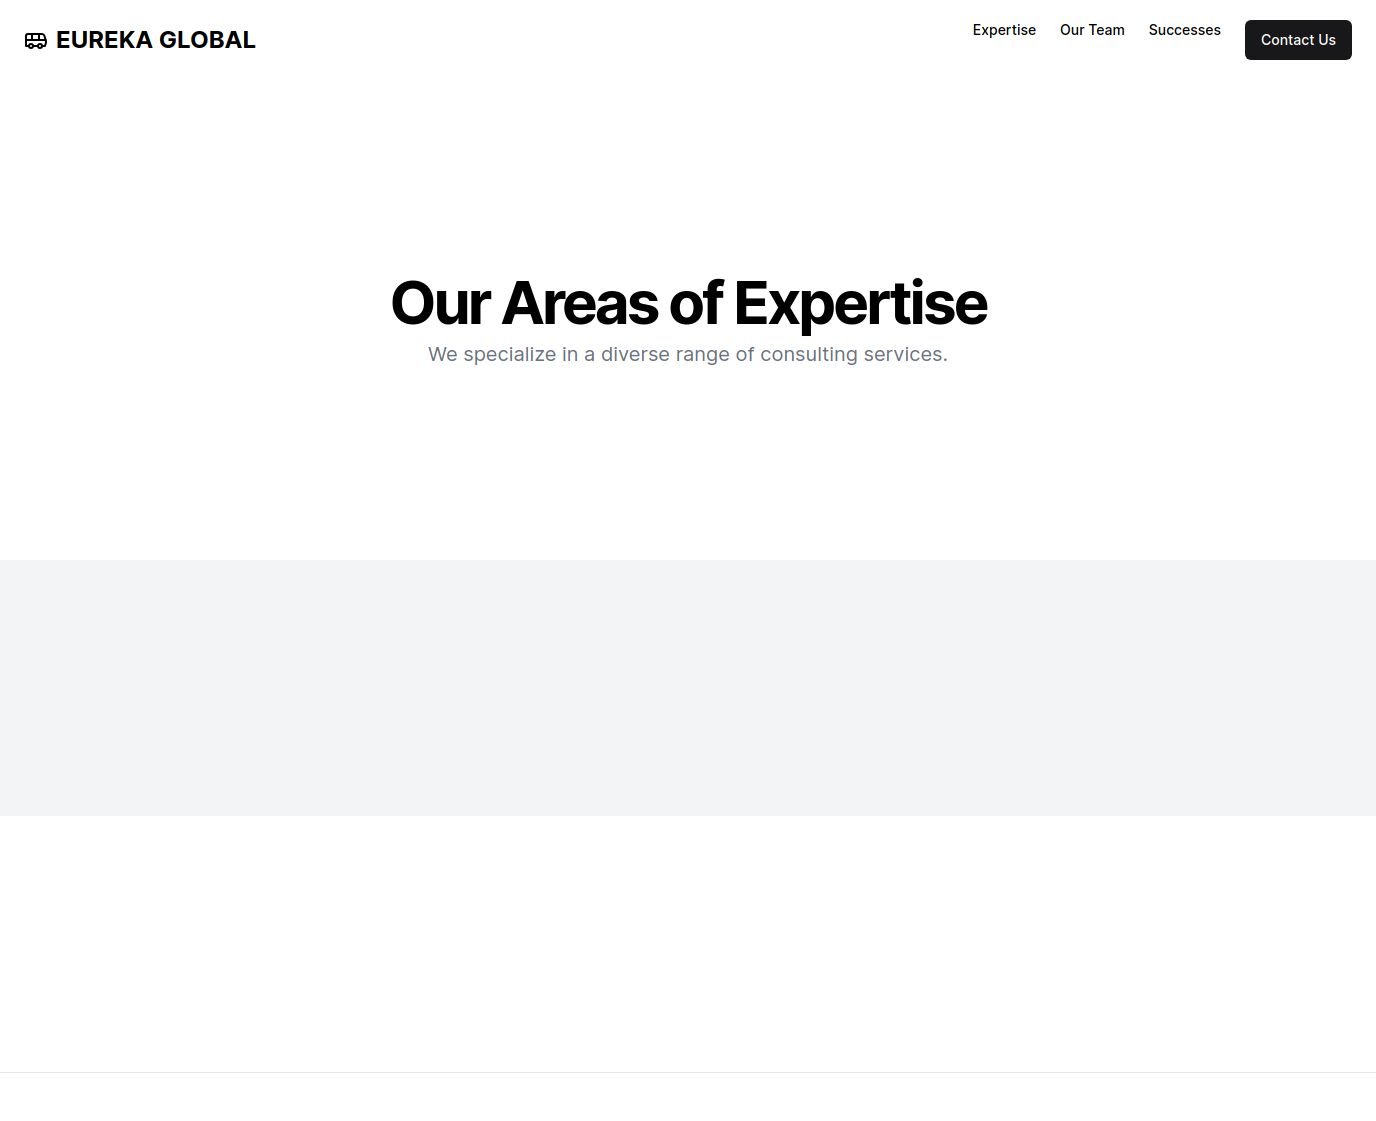 EUREKA GLOBAL
Expertise
Our Team
Successes
Contact Us
Our Areas of Expertise
We specialize in a diverse range of consulting services.